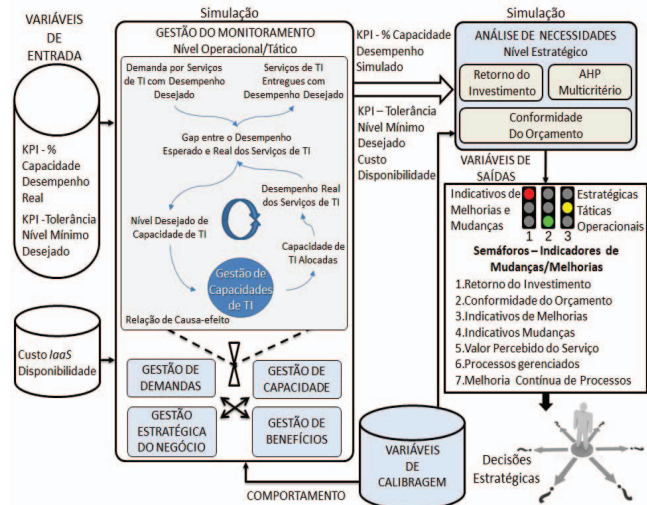 VARIÁVEIS
DE
ENTRADA
KPI - %
Capacidade
Desempenho
Real
KPI -Tolerância
Nível Mínimo
Desejado
Custo IaaS
Disponibilidade
Simulação
GESTÃO DO MONITORAMENTO
Nível Operacional/Tático
Demanda por Serviços
de TI com Desempenho
Desejado
Serviços de TI
Entregues com
Desempenho Desejado
Gap entre o Desempenho
Esperado e Real dos Serviços de TI
Desempenho Real
dos Serviços de TI
Nível Desejado de
Capacidade de TI
Capacidade de
TI Alocadas
Gestão de
Capacidades
de TI
Relação de Causa-efeito
GESTÃO DE
DEMANDAS
GESTÃO DE
CAPACIDADE
GESTÃO
ESTRATÉGICA
DO NEGÓCIO
GESTÃO DE
BENEFÍCIOS
COMPORTAMENTO
KPI - % Capacidade
Desempenho
Simulado
KPI – Tolerância
Nível Mínimo
Desejado
Custo
Disponibilidade
VARIÁVEIS
DE
CALIBRAGEM
Simulação
ANÁLISE DE NECESSIDADES
Nível Estratégico
Retorno do
Investimento
AHP
Multicritério
Conformidade
Do Orçamento
VARIÁVEIS DE
SAÍDAS
Indicativos de
Melhorias e
Mudanças
1 2 3
Estratégicas
Táticas
Operacionais
Semáforos – Indicadores de
Mudanças/Melhorias
1.Retorno do Investimento
2.Conformidade do Orçamento
3.Indicativos de Melhorias
4.Indicativos Mudanças
5.Valor Percebido do Serviço
6.Processos gerenciados
7.Melhoria Contínua de Processos
Decisões
Estratégicas